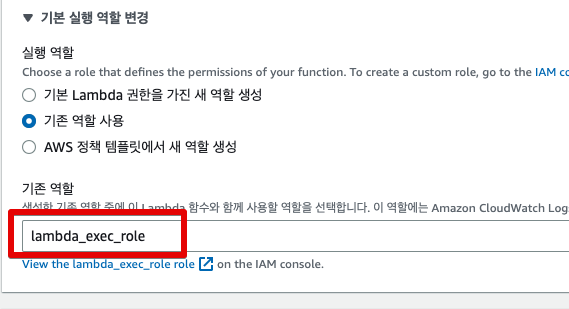 ▼ 기본 실행 역할 변경
실행 역할
Choose a role that defines the permissions of your function. To create a custom role, go to the IAM co
기본 Lambda 권한을 가진 새 역할 생성
기존 역할 사용
AWS 정책 템플릿에서 새 역할 생성
기존 역할
생성한 기존 역할 중에 이 Lambda 함수와 함께 사용할 역할을 선택합니다. 이 역할에는 Amazon CloudWatch Logs
lambda_exec_role
View the lambda_exec_role role on the IAM console.